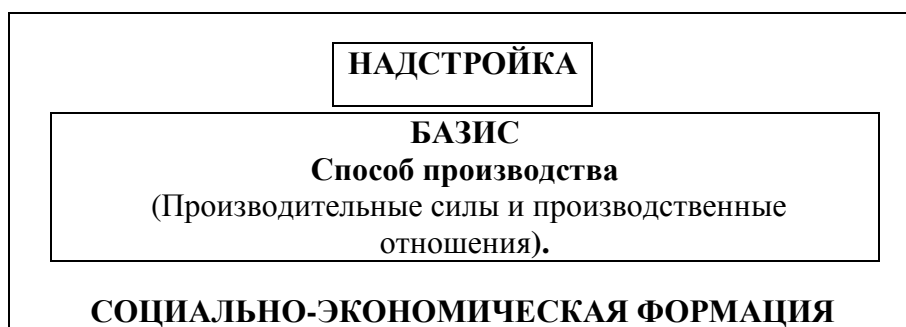 НАДСТРОЙКА
БАЗИС
Способ производства
(Производительные силы и производственные
отношения).
СОЦИАЛЬНО-ЭКОНОМИЧЕСКАЯ ФОРМАЦИЯ